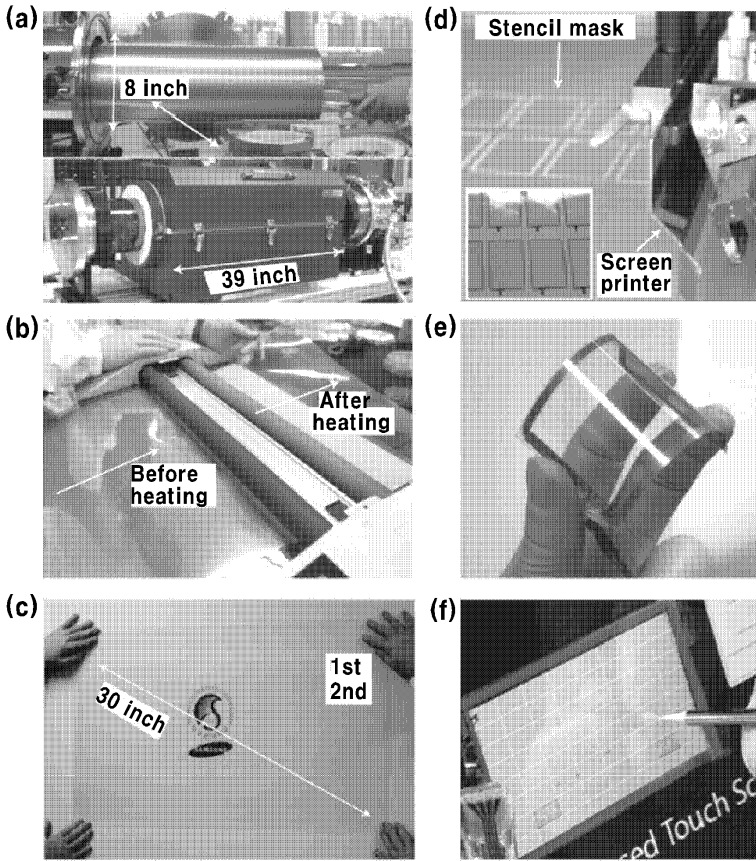 (a)
8 inch
39 inch
(b)
After
heating
Before
heating
(c)
1st
2nd
30 inch
(d)
Stencil mask
Screen
printer
(e)
(f)
sed Touch Sc